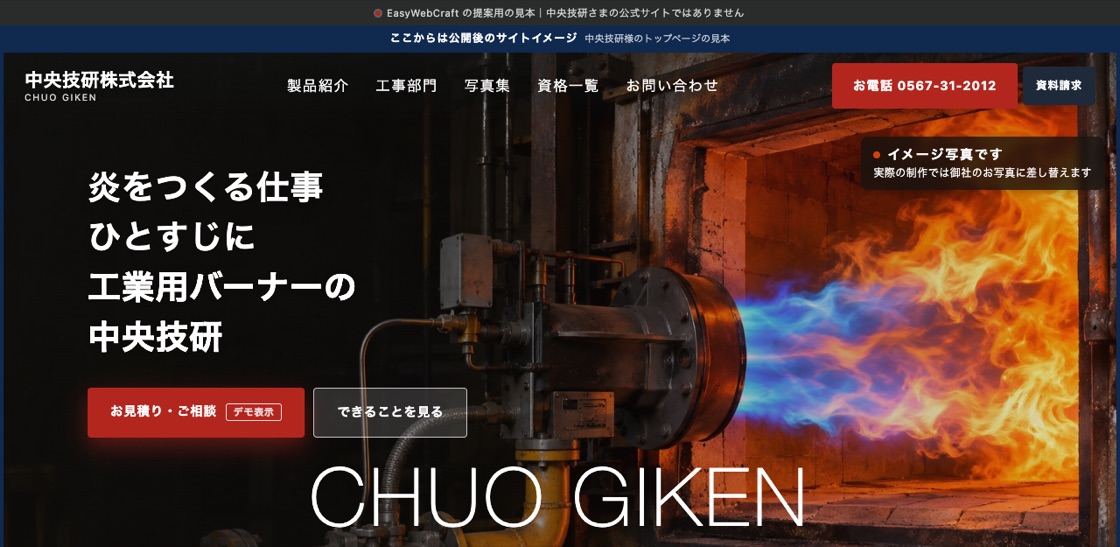 EasyWebCraft の提案用の見本｜中央技研さまの公式サイトではありません
ここからは公開後のサイトイメージ 中央技研様のトップページの見本
中央技研株式会社
CHUO GIKEN
製品紹介 工事部門 写真集 資格一覧 お問い合わせ
お電話 0567-31-2012
資料請求
イメージ写真です
実際の制作では御社のお写真に差し替えます
炎をつくる仕事
ひとすじに
工業用バーナーの
中央技研
お見積り・ご相談 デモ表示
できることを見る
CHUO GIKEN